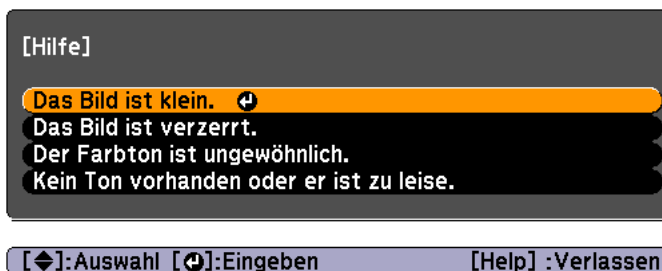 [Hilfe]
Das Bild ist klein.
Das Bild ist verzerrt.
Der Farbton ist ungewöhnlich.
Kein Ton vorhanden oder er ist zu leise.
[◆]:Auswahl [⏎]:Eingeben [Help] :Verlassen